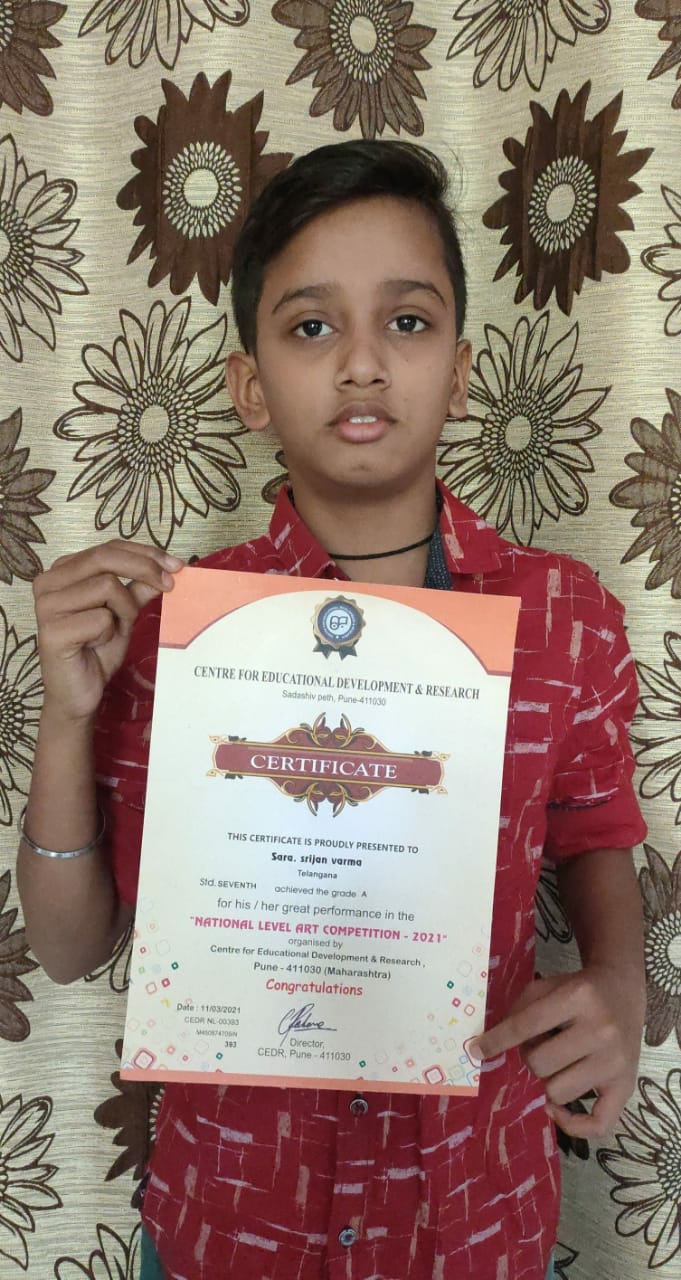 CENTRE FOR EDUCATIONAL DEVELOPMENT & RESEARCH
Sadashiv peth, Pune-411030
CERTIFICATE
THIS CERTIFICATE IS PROUDLY PRESENTED TO
Sara. srijan varma
Telangana
Std. SEVENTH achieved the grade A
for his / her great performance in the
"NATIONAL LEVEL ART COMPETITION - 2021"
organised by
Centre for Educational Development & Research,
Pune - 411030 (Maharashtra)
Congratulations
Date : 11/03/2021
CEDR NL-00393
393
Director,
CEDR, Pune - 411030